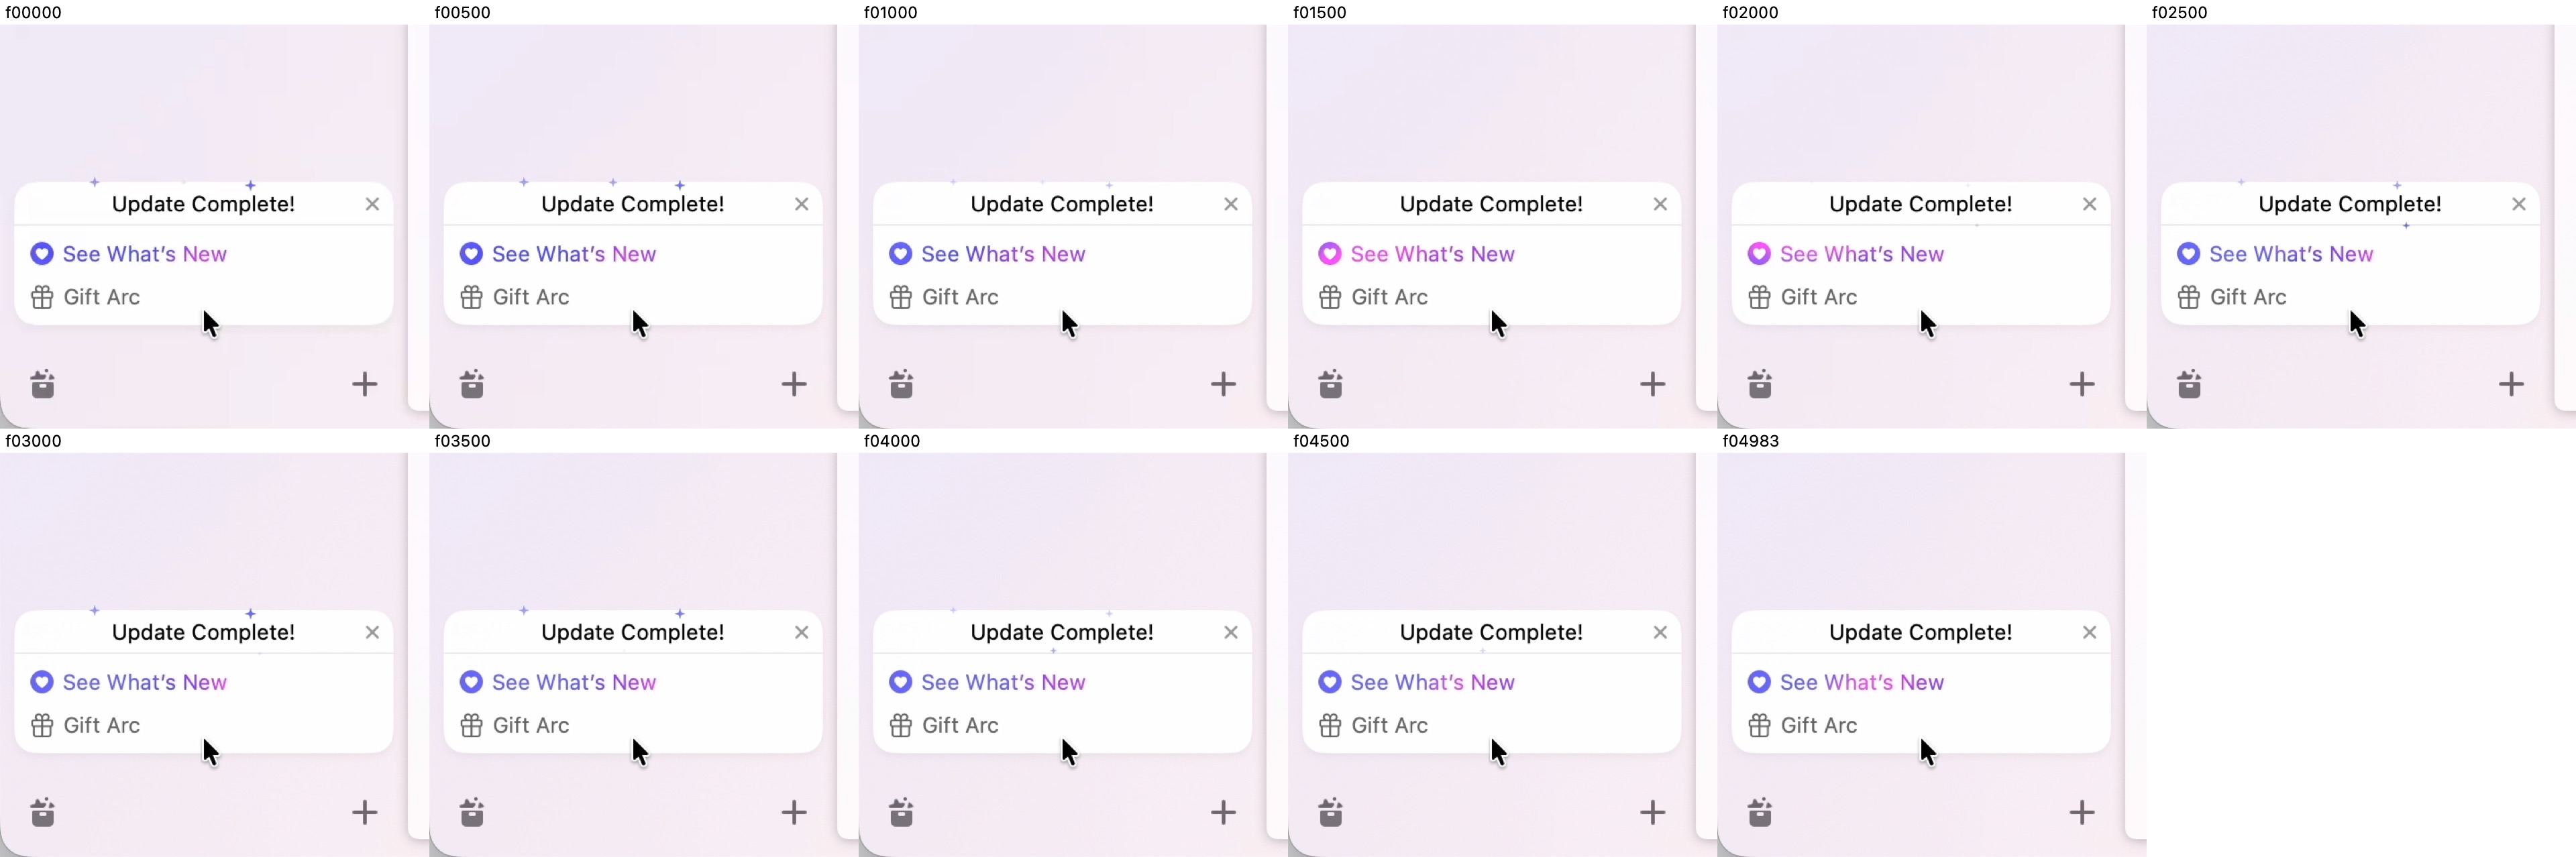 f00000
Update Complete!
See What's New
Gift Arc
f00500
Update Complete!
See What's New
Gift Arc
f01000
Update Complete!
See What's New
Gift Arc
f01500
Update Complete!
See What's New
Gift Arc
f02000
Update Complete!
See What's New
Gift Arc
f02500
Update Complete!
See What's New
Gift Arc
f03000
Update Complete!
See What's New
Gift Arc
f03500
Update Complete!
See What's New
Gift Arc
f04000
Update Complete!
See What's New
Gift Arc
f04500
Update Complete!
See What's New
Gift Arc
f04983
Update Complete!
See What's New
Gift Arc